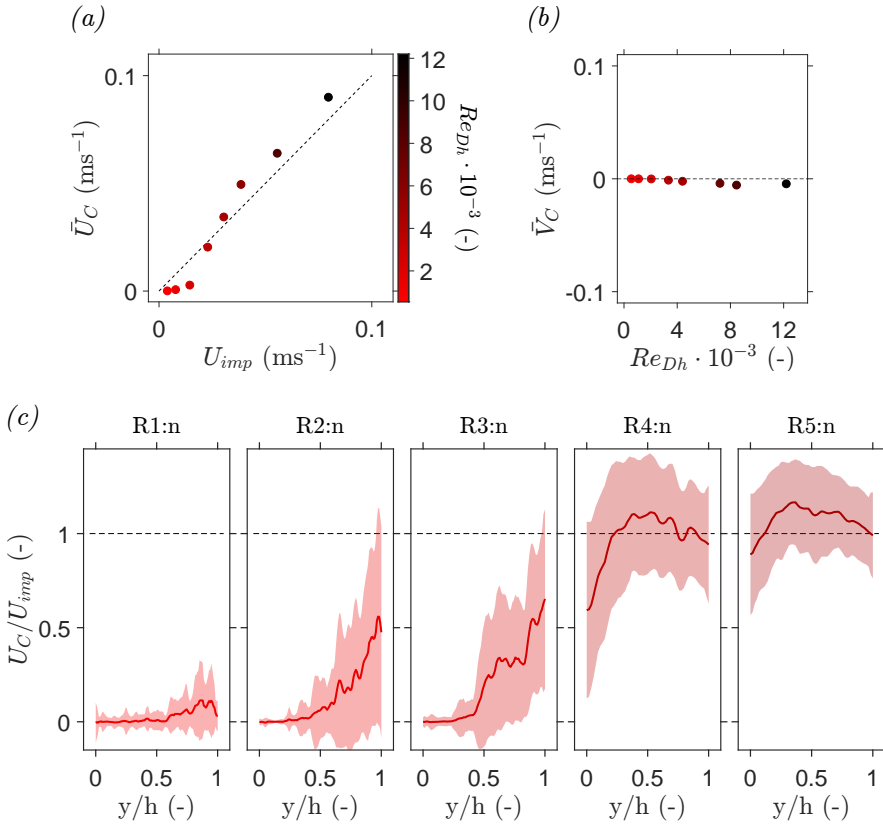 (a)
0.1
0
Ū_C (ms⁻¹)
0
0.1
U_imp (ms⁻¹)
12
10
8
6
4
2
Re_Dh · 10⁻³ (-)
(b)
0.1
0
-0.1
V̄_C (ms⁻¹)
0
4
8
12
Re_Dh · 10⁻³ (-)
(c)
R1:n
R2:n
R3:n
R4:n
R5:n
1
0.5
0
U_C/U_imp (-)
0 0.5 1
0 0.5 1
0 0.5 1
0 0.5 1
0 0.5 1
y/h (-)
y/h (-)
y/h (-)
y/h (-)
y/h (-)